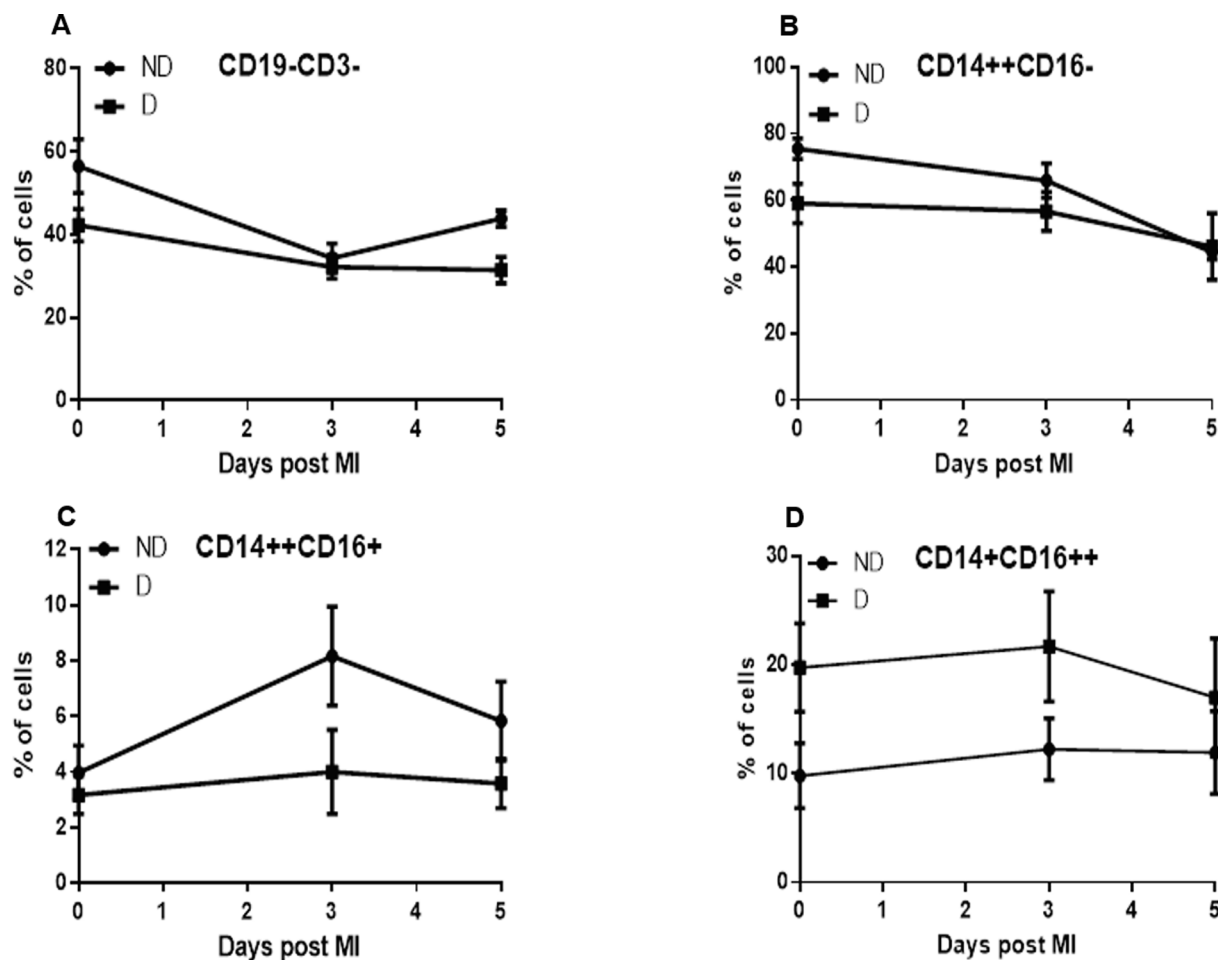 A
CD19-CD3-
ND
D
80
60
40
20
0
% of cells
0 1 2 3 4 5
Days post MI
B
CD14++CD16-
ND
D
100
80
60
40
20
0
% of cells
0 1 2 3 4 5
Days post MI
C
CD14++CD16+
ND
D
12
10
8
6
4
2
0
% of cells
0 1 2 3 4 5
Days post MI
D
CD14+CD16++
ND
D
30
20
10
0
% of cells
0 1 2 3 4 5
Days post MI